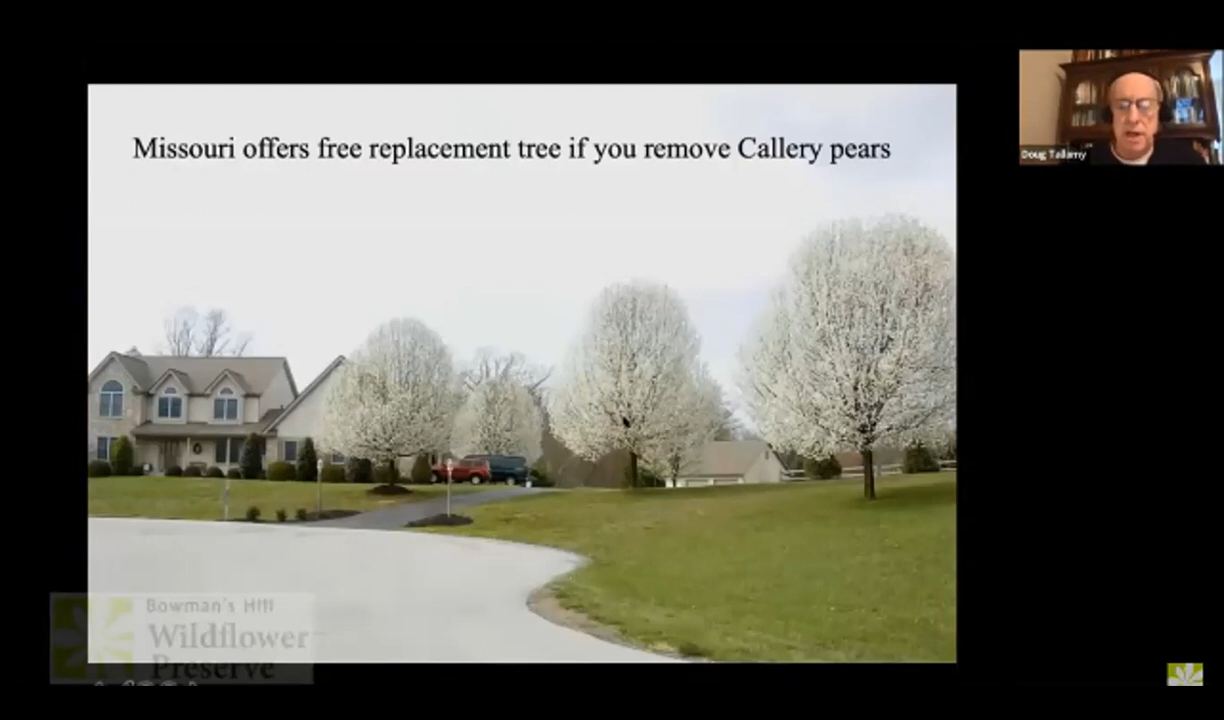 Missouri offers free replacement tree if you remove Callery pears
Doug Tallamy
Bowman's Hill
Wildflower
Preserve